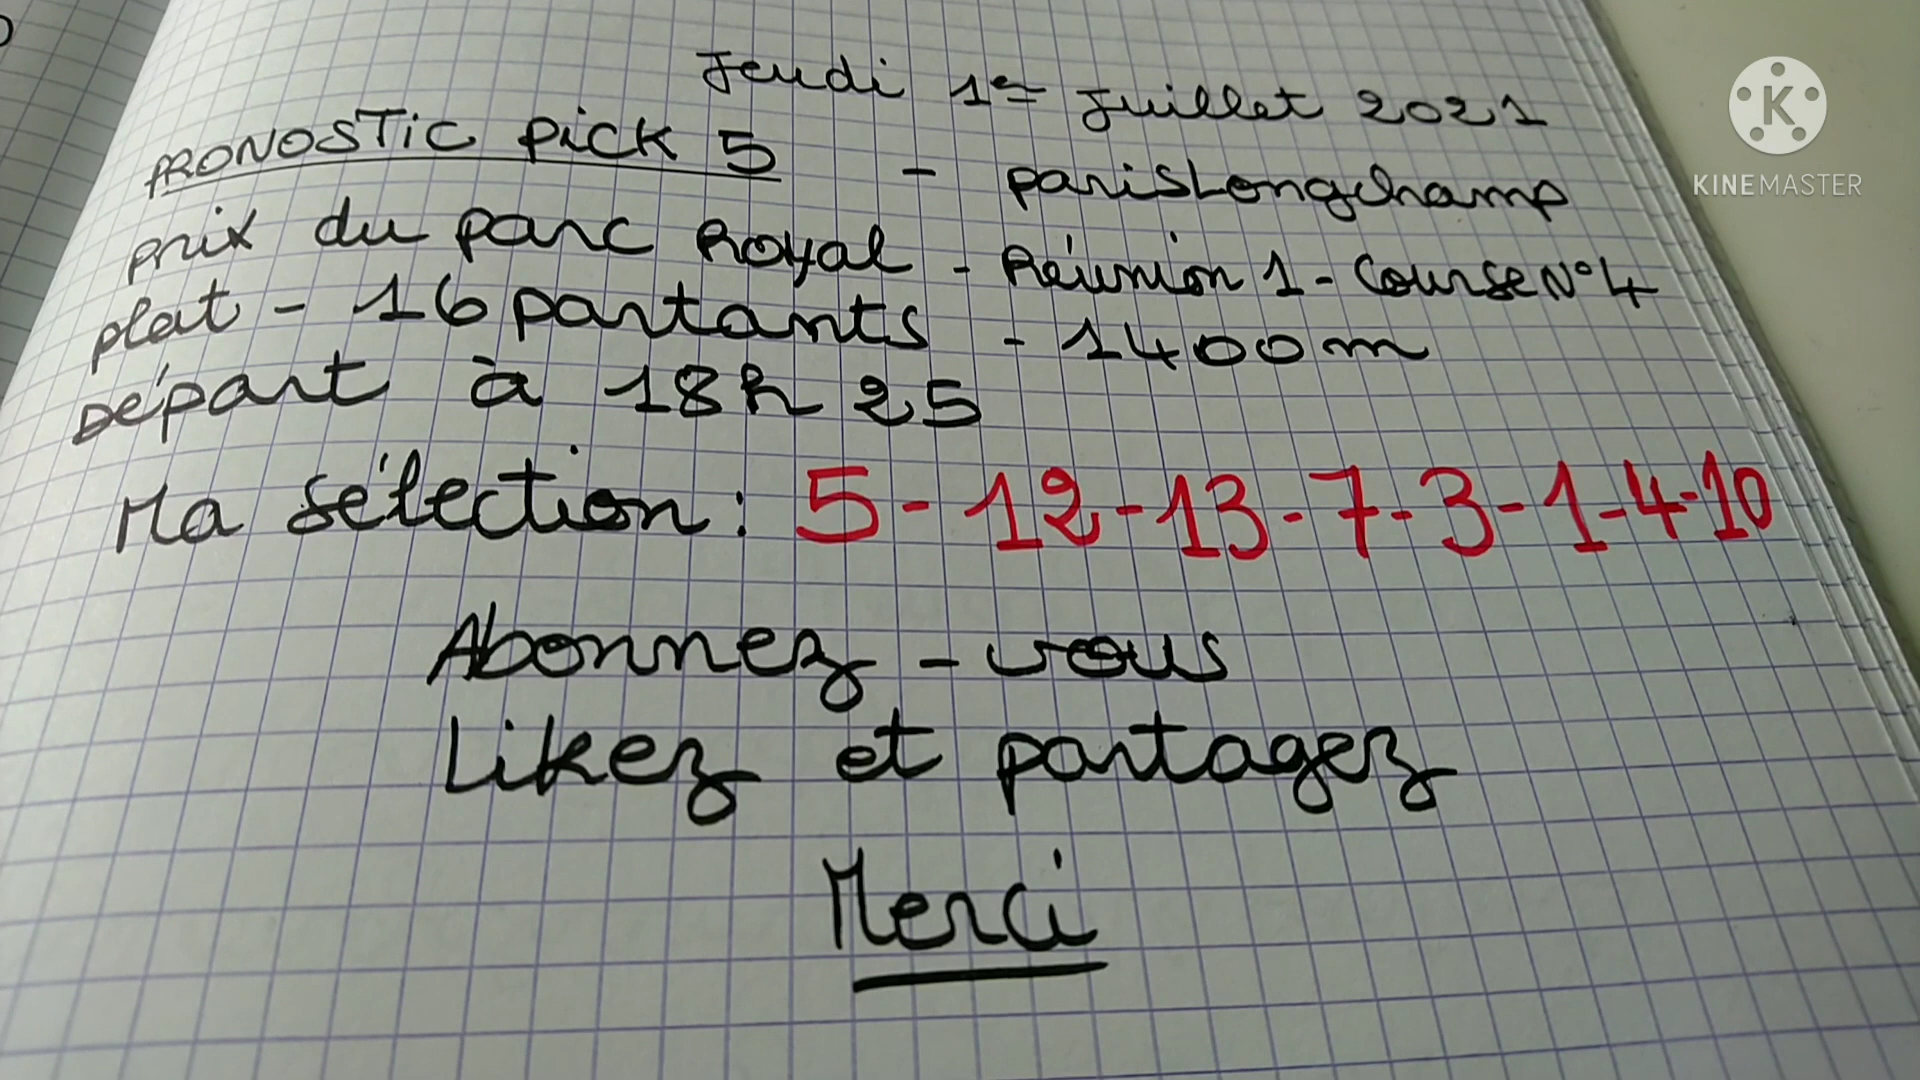 Jeudi 1er Juillet 2021
PRONOSTIC PICK 5 - ParisLongchamp
prix du parc Royal - Réunion 1 - Course N°4
plat - 16 partants - 1400m
Départ à 18h25
Ma sélection : 5 - 12 - 13 - 7 - 3 - 1 - 4 - 10
Abonnez - vous
Likez et partagez
Merci
K
KINEMASTER